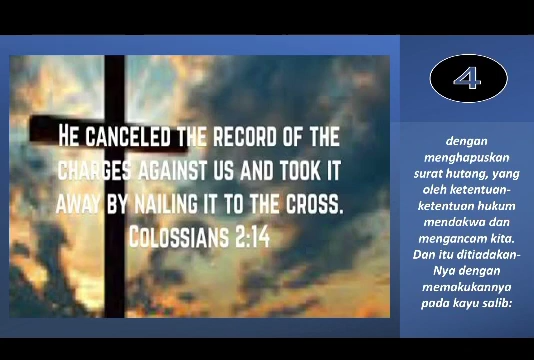 HE CANCELED THE RECORD OF THE
CHARGES AGAINST US AND TOOK IT
AWAY BY NAILING IT TO THE CROSS.
COLOSSIANS 2:14
4
dengan
menghapuskan
surat hutang, yang
oleh ketentuan-
ketentuan hukum
mendakwa dan
mengancam kita.
Dan itu ditiadakan-
Nya dengan
memakukannya
pada kayu salib: